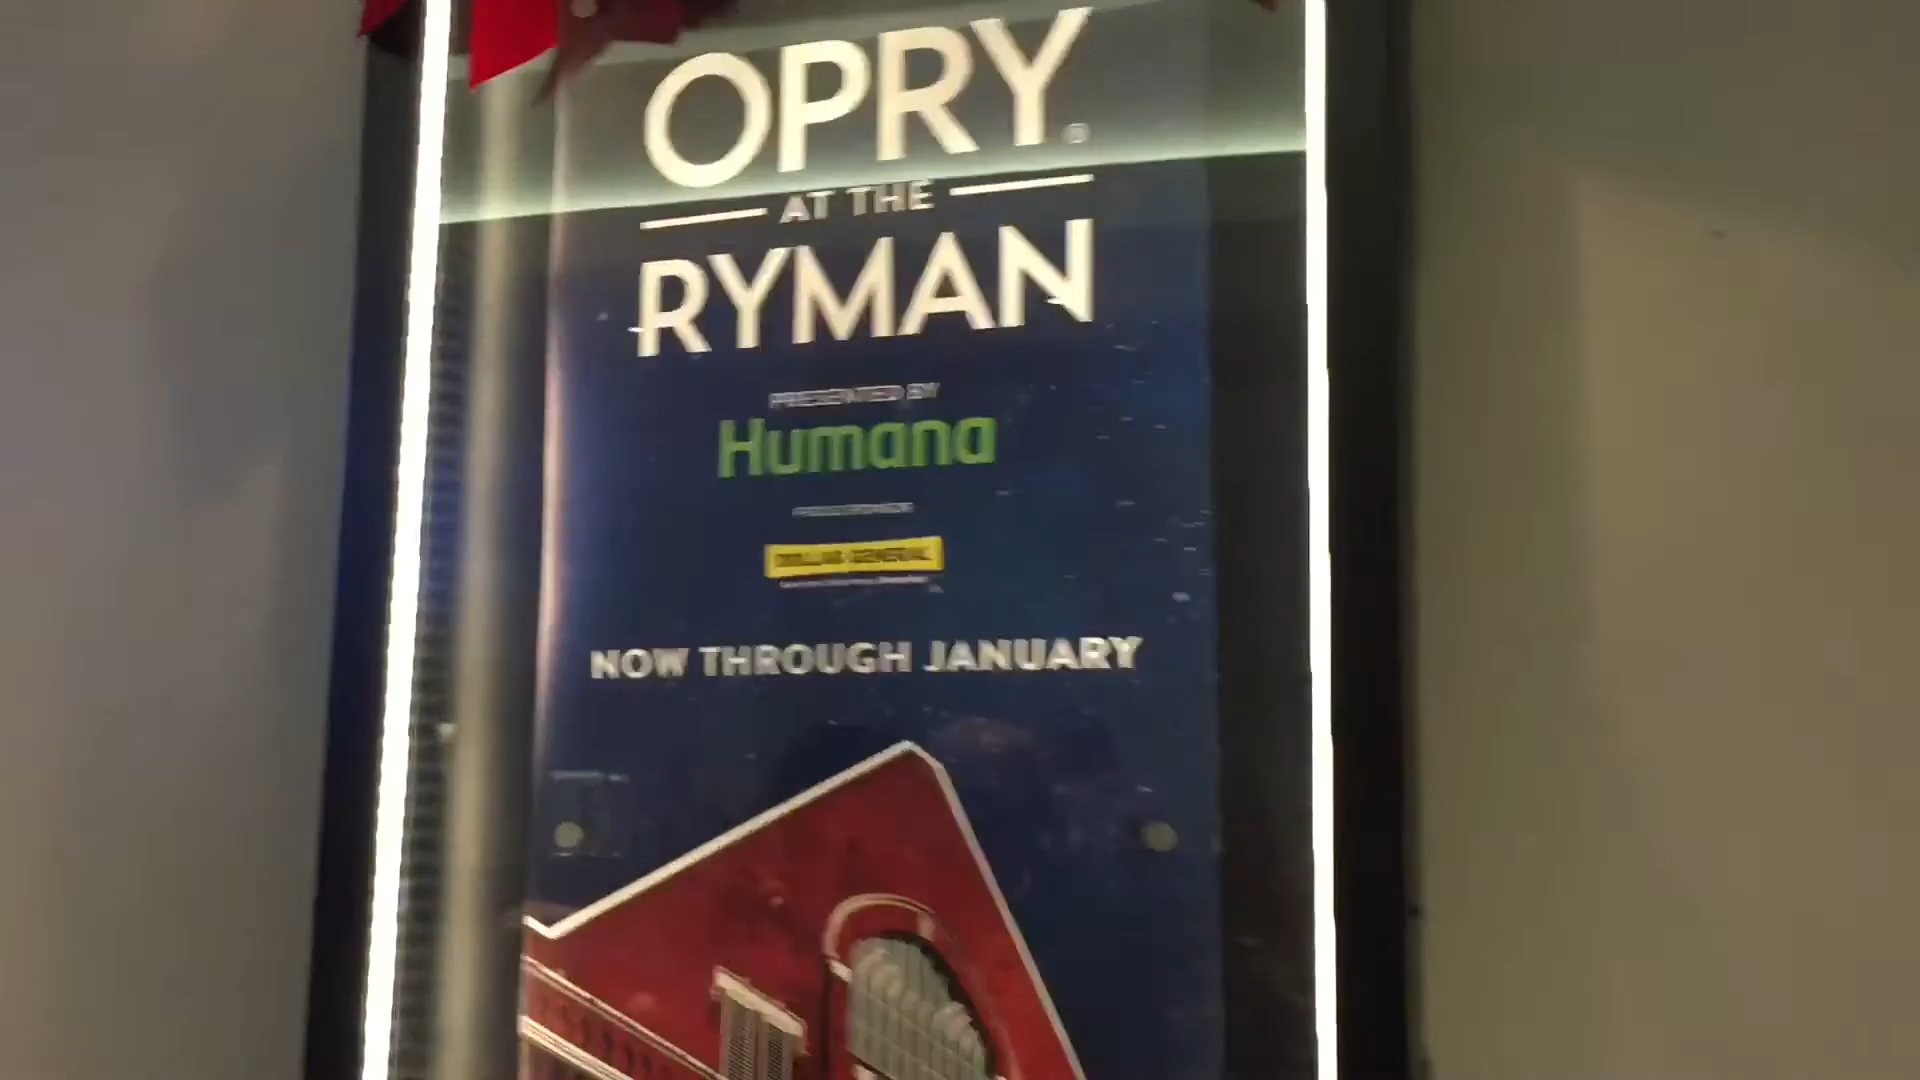 OPRY®
AT THE
RYMAN
PRESENTED BY
Humana
DOLLAR GENERAL
NOW THROUGH JANUARY